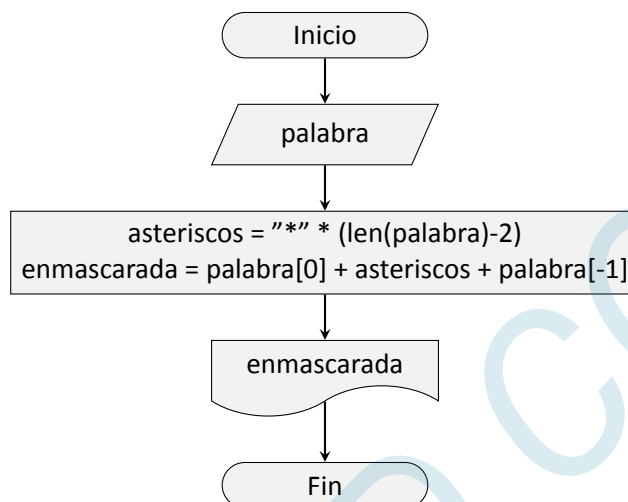 Inicio
palabra
asteriscos = ”*” * (len(palabra)-2)
enmascarada = palabra[0] + asteriscos + palabra[-1]
enmascarada
Fin